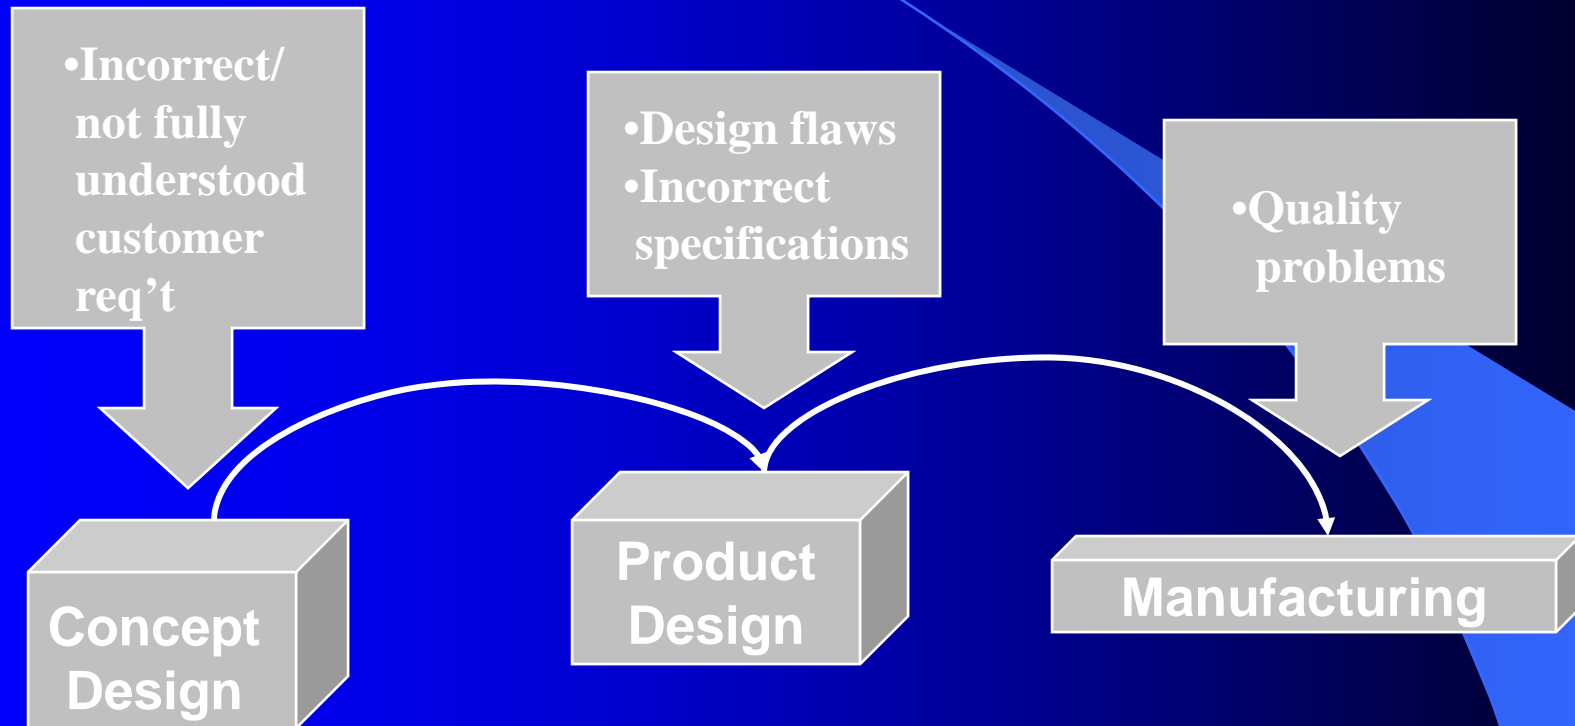 •Incorrect/
not fully
understood
customer
req’t
•Design flaws
•Incorrect
specifications
•Quality
problems
Concept
Design
Product
Design
Manufacturing